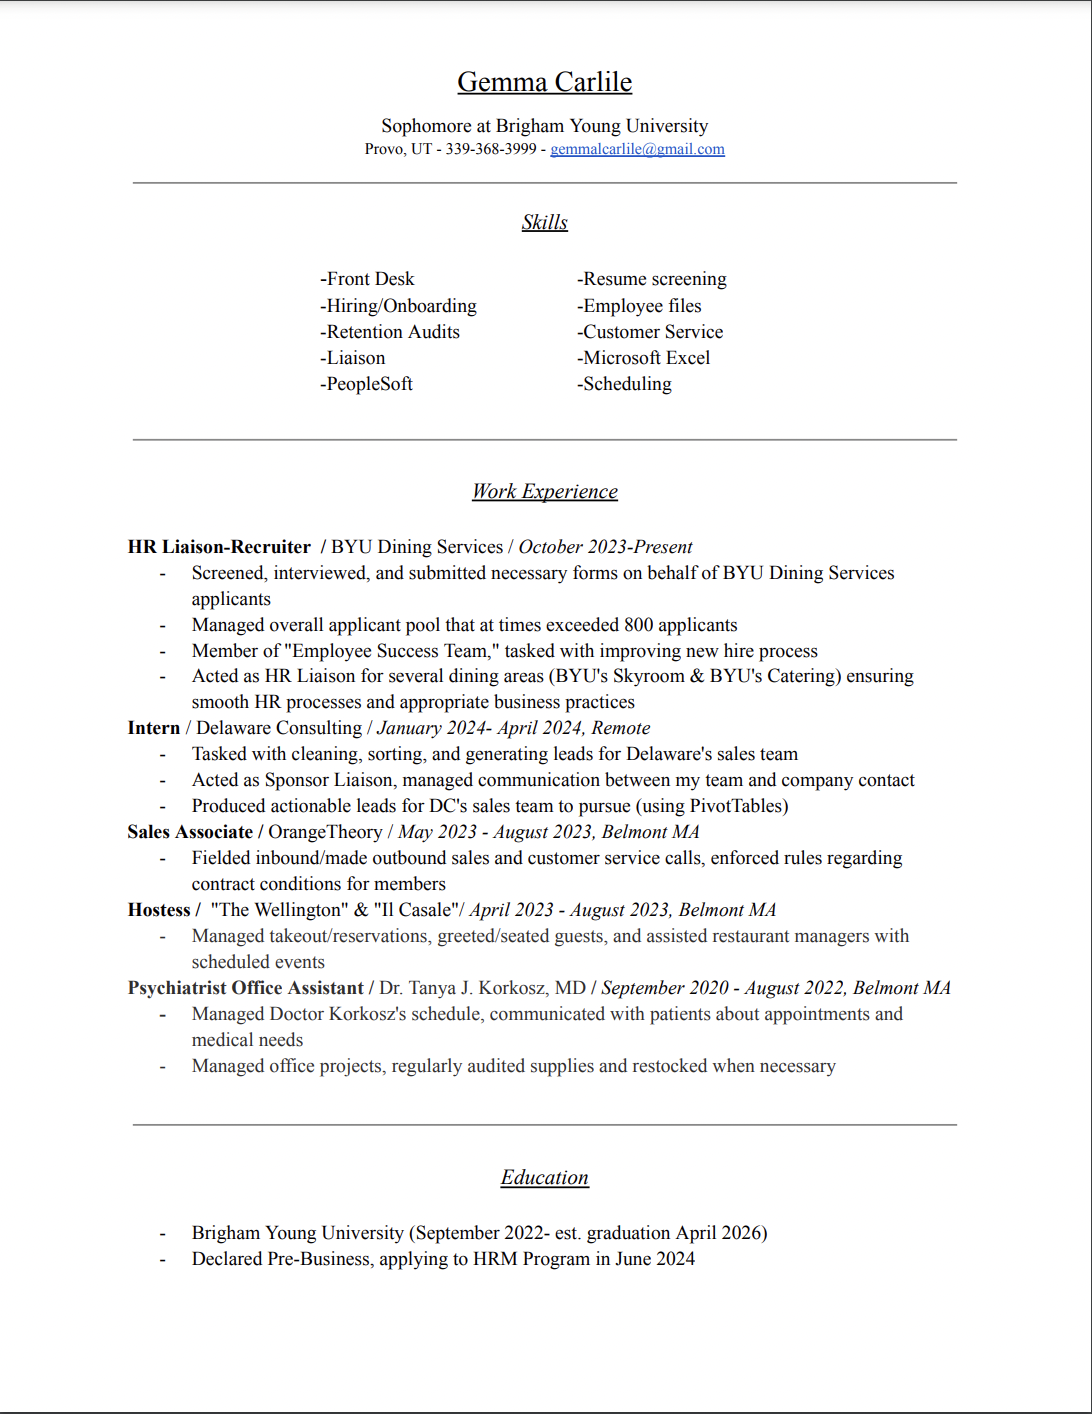 Gemma Carlile
Sophomore at Brigham Young University
Provo, UT - 339-368-3999 - gemmalcarlile@gmail.com
Skills
-Front Desk
-Hiring/Onboarding
-Retention Audits
-Liaison
-PeopleSoft
-Resume screening
-Employee files
-Customer Service
-Microsoft Excel
-Scheduling
Work Experience
HR Liaison-Recruiter / BYU Dining Services / October 2023-Present
- Screened, interviewed, and submitted necessary forms on behalf of BYU Dining Services
applicants
- Managed overall applicant pool that at times exceeded 800 applicants
- Member of "Employee Success Team," tasked with improving new hire process
- Acted as HR Liaison for several dining areas (BYU's Skyroom & BYU's Catering) ensuring
smooth HR processes and appropriate business practices
Intern / Delaware Consulting / January 2024- April 2024, Remote
- Tasked with cleaning, sorting, and generating leads for Delaware's sales team
- Acted as Sponsor Liaison, managed communication between my team and company contact
- Produced actionable leads for DC's sales team to pursue (using PivotTables)
Sales Associate / OrangeTheory / May 2023 - August 2023, Belmont MA
- Fielded inbound/made outbound sales and customer service calls, enforced rules regarding
contract conditions for members
Hostess / "The Wellington" & "Il Casale"/ April 2023 - August 2023, Belmont MA
- Managed takeout/reservations, greeted/seated guests, and assisted restaurant managers with
scheduled events
Psychiatrist Office Assistant / Dr. Tanya J. Korkosz, MD / September 2020 - August 2022, Belmont MA
- Managed Doctor Korkosz's schedule, communicated with patients about appointments and
medical needs
- Managed office projects, regularly audited supplies and restocked when necessary
Education
- Brigham Young University (September 2022- est. graduation April 2026)
- Declared Pre-Business, applying to HRM Program in June 2024